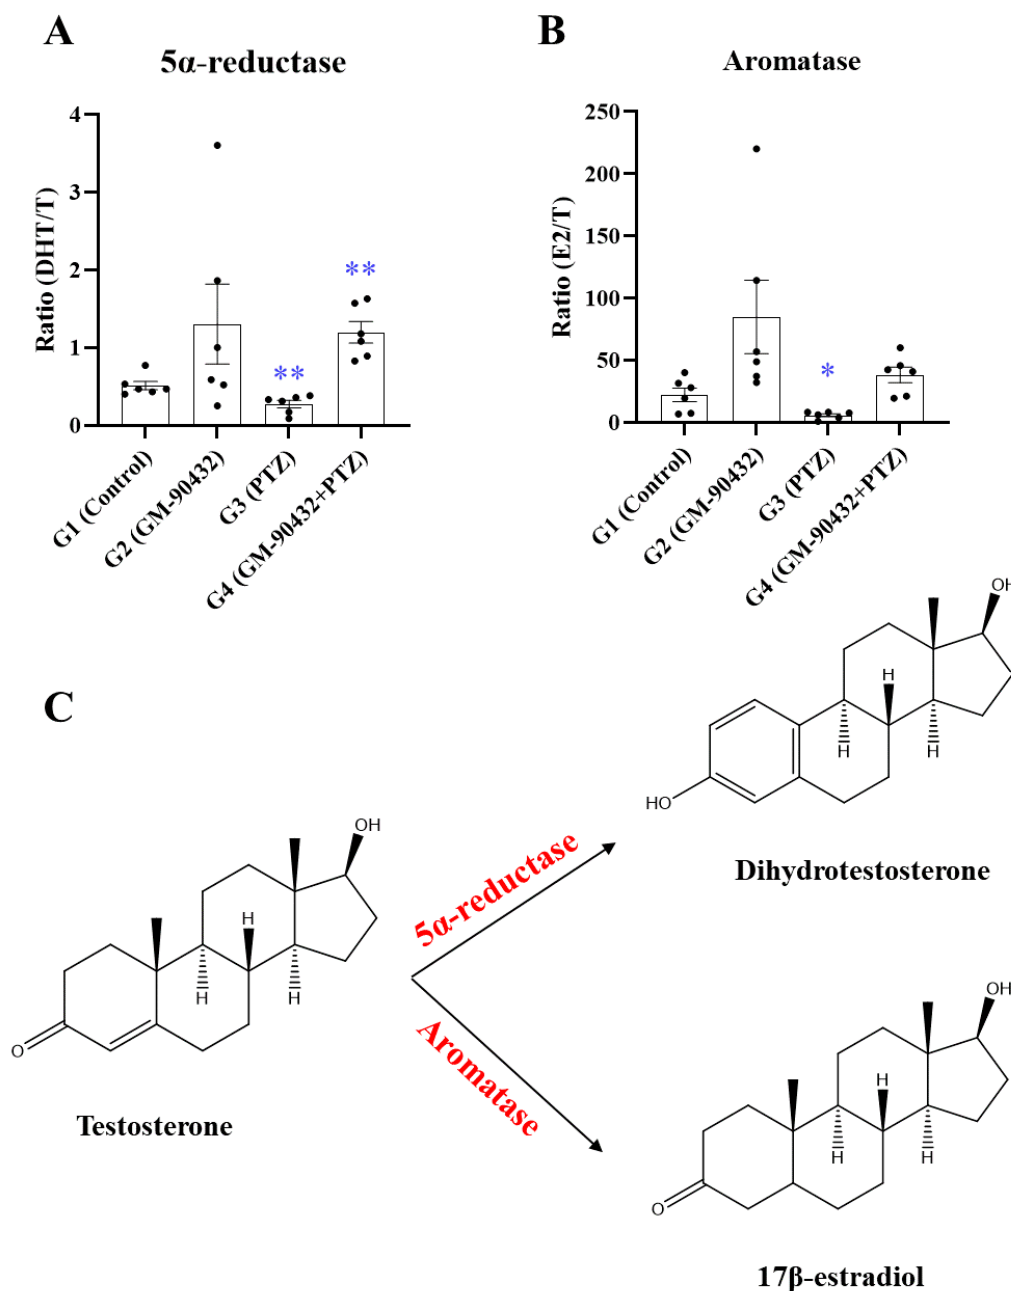 A
5α-reductase
Ratio (DHT/T)
4
3
2
1
0
**
**
G1 (Control)
G2 (GM-90432)
G3 (PTZ)
G4 (GM-90432+PTZ)
B
Aromatase
Ratio (E2/T)
250
200
150
100
50
0
*
G1 (Control)
G2 (GM-90432)
G3 (PTZ)
G4 (GM-90432+PTZ)
C
OH
H
H
H
O
Testosterone
5α-reductase
Aromatase
OH
H
H
H
HO
Dihydrotestosterone
OH
H
H
H
O
17β-estradiol